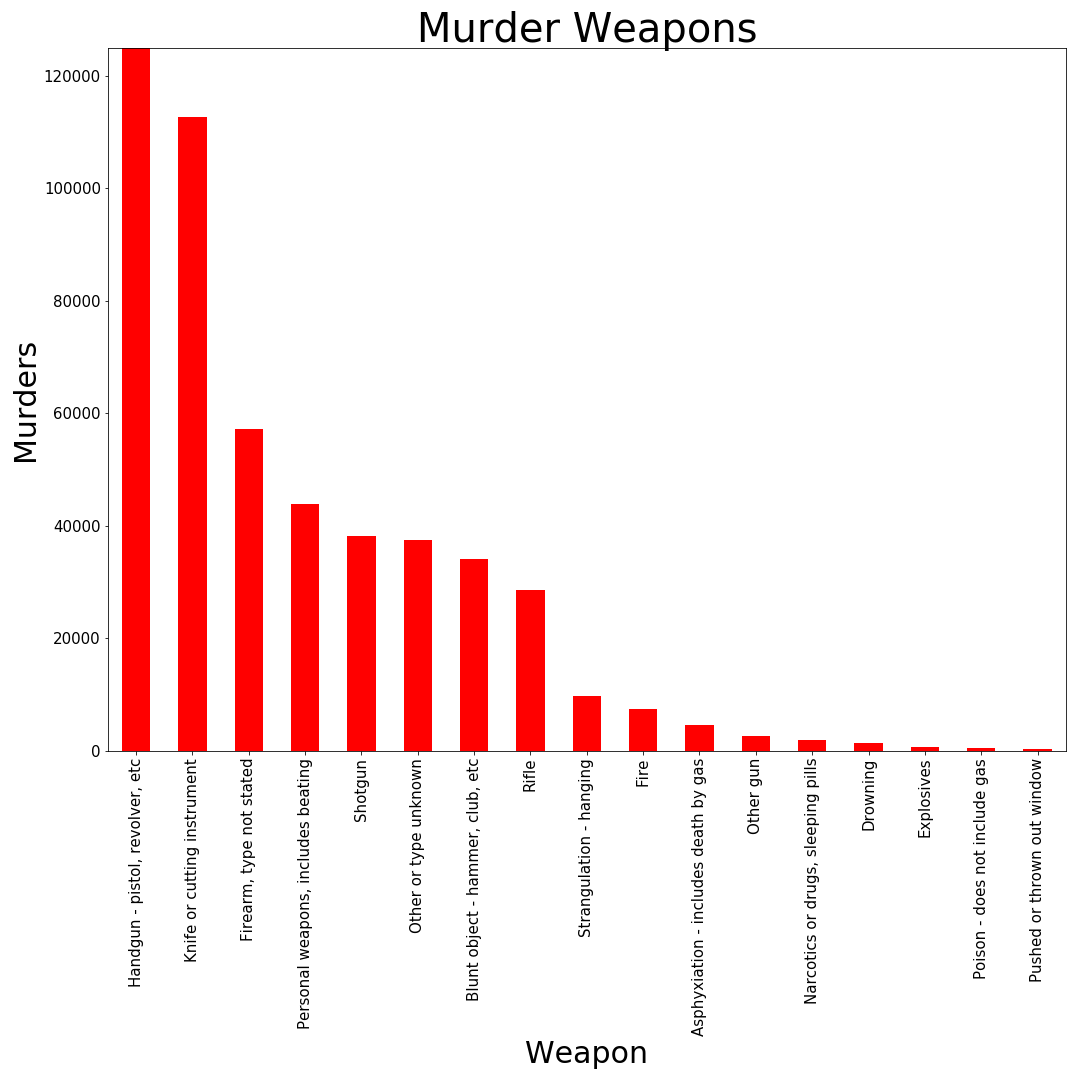 Murder Weapons
120000
100000
80000
60000
40000
20000
0
Murders
Handgun - pistol, revolver, etc
Knife or cutting instrument
Firearm, type not stated
Personal weapons, includes beating
Shotgun
Other or type unknown
Blunt object - hammer, club, etc
Rifle
Strangulation - hanging
Fire
Asphyxiation - includes death by gas
Other gun
Narcotics or drugs, sleeping pills
Drowning
Explosives
Poison - does not include gas
Pushed or thrown out window
Weapon